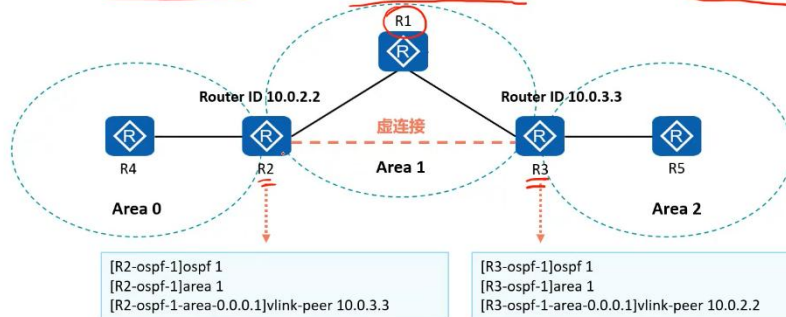 R1
Router ID 10.0.2.2
Router ID 10.0.3.3
虚连接
R
R
R
R
R
R4
R2
Area 1
R3
R5
Area 0
Area 2
[R2-ospf-1]ospf 1
[R2-ospf-1]area 1
[R2-ospf-1-area-0.0.0.1]vlink-peer 10.0.3.3
[R3-ospf-1]ospf 1
[R3-ospf-1]area 1
[R3-ospf-1-area-0.0.0.1]vlink-peer 10.0.2.2